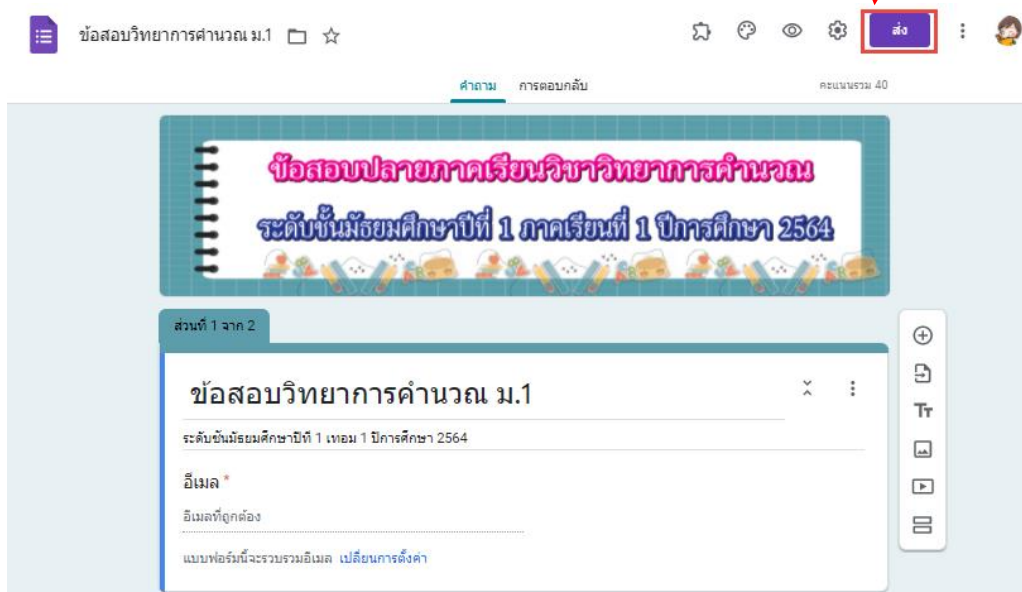 ข้อสอบวิทยาการคำนวณ ม.1
ส่ง
คำถาม การตอบกลับ คะแนนรวม 40
ข้อสอบปลายภาคเรียนวิชาวิทยาการคำนวณ
ระดับชั้นมัธยมศึกษาปีที่ 1 ภาคเรียนที่ 1 ปีการศึกษา 2564
ส่วนที่ 1 จาก 2
ข้อสอบวิทยาการคำนวณ ม.1
ระดับชั้นมัธยมศึกษาปีที่ 1 เทอม 1 ปีการศึกษา 2564
อีเมล *
อีเมลที่ถูกต้อง
แบบฟอร์มนี้จะรวบรวมอีเมล เปลี่ยนการตั้งค่า